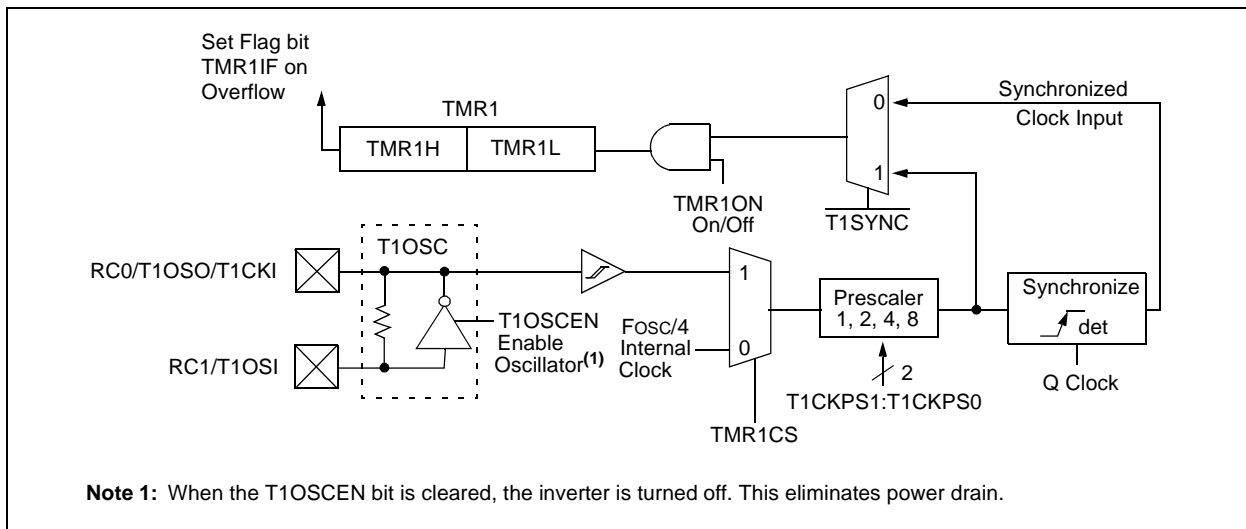 Set Flag bit
TMR1IF on
Overflow
TMR1
TMR1H
TMR1L
TMR1ON
On/Off
0
1
T1SYNC
Synchronized
Clock Input
RC0/T1OSO/T1CKI
T1OSC
RC1/T1OSI
T1OSCEN
Enable
Oscillator(1)
FOSC/4
Internal
Clock
1
0
TMR1CS
Prescaler
1, 2, 4, 8
2
T1CKPS1:T1CKPS0
Synchronize
det
Q Clock
Note 1: When the T1OSCEN bit is cleared, the inverter is turned off. This eliminates power drain.